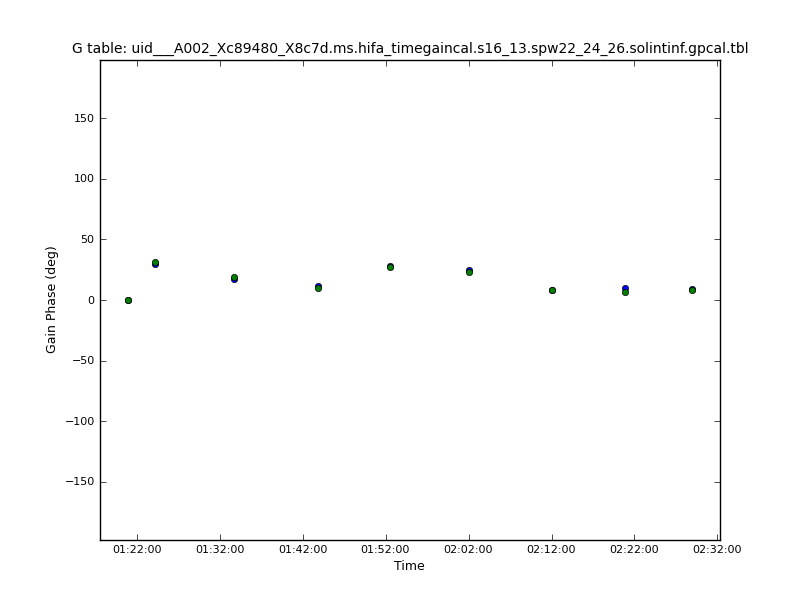 G table: uid___A002_Xc89480_X8c7d.ms.hifa_timegaincal.s16_13.spw22_24_26.solintinf.gpcal.tbl
150
100
50
0
−50
−100
−150
Gain Phase (deg)
01:22:00 01:32:00 01:42:00 01:52:00 02:02:00 02:12:00 02:22:00 02:32:00
Time